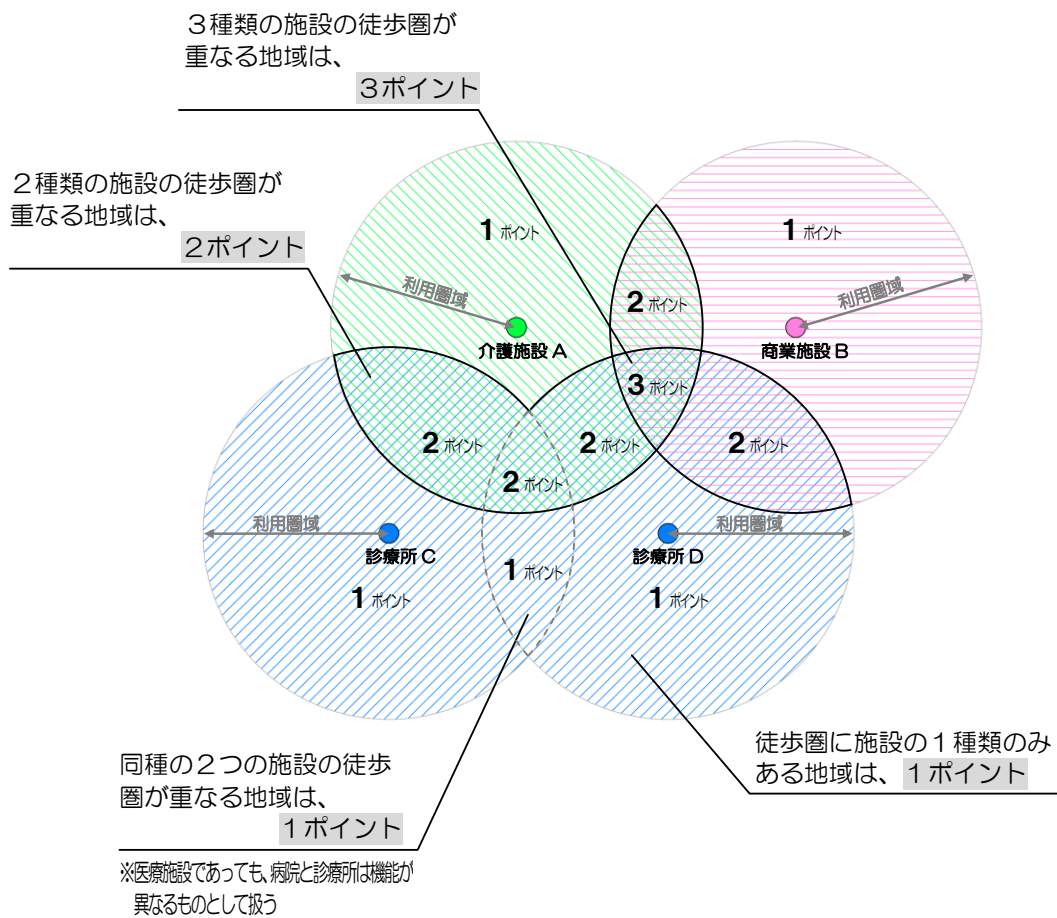 ３種類の施設の徒歩圏が
重なる地域は、
３ポイント
２種類の施設の徒歩圏が
重なる地域は、
２ポイント
1 ポイント
1 ポイント
利用圏域
利用圏域
2 ポイント
介護施設 A
商業施設 B
3 ポイント
2 ポイント
2 ポイント
2 ポイント
2 ポイント
利用圏域
利用圏域
診療所 C
診療所 D
1 ポイント
1 ポイント
1 ポイント
同種の２つの施設の徒歩
圏が重なる地域は、
１ポイント
※医療施設であっても、病院と診療所は機能が
異なるものとして扱う
徒歩圏に施設の１種類のみ
ある地域は、１ポイント